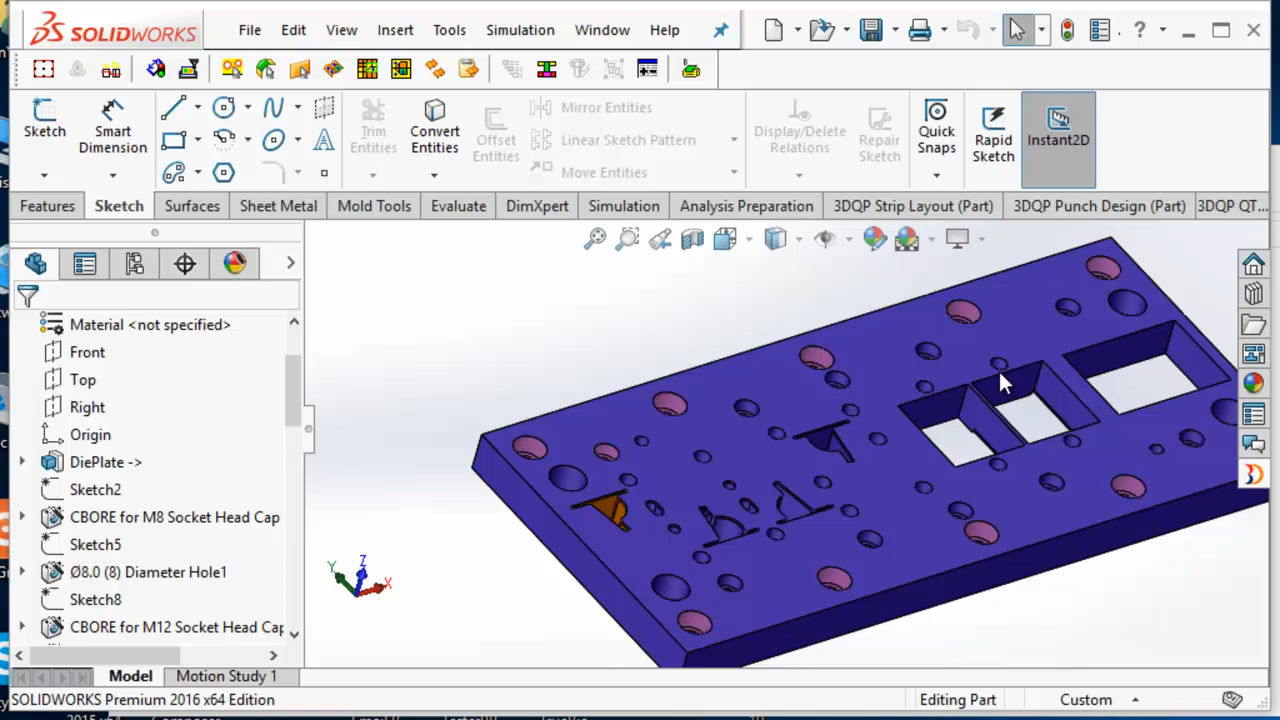 SOLIDWORKS File Edit View Insert Tools Simulation Window Help ?
Sketch
Smart
Dimension
Trim
Entities
Convert
Entities
Offset
Entities
Mirror Entities
Linear Sketch Pattern
Move Entities
Display/Delete
Relations
Repair
Sketch
Quick
Snaps
Rapid
Sketch
Instant2D
Features Sketch Surfaces Sheet Metal Mold Tools Evaluate DimXpert Simulation Analysis Preparation 3DQP Strip Layout (Part) 3DQP Punch Design (Part) 3DQP QT...
Material <not specified>
Front
Top
Right
Origin
DiePlate ->
Sketch2
CBORE for M8 Socket Head Cap
Sketch5
Ø8.0 (8) Diameter Hole1
Sketch8
CBORE for M12 Socket Head Cap
Y Z X
Model Motion Study 1
SOLIDWORKS Premium 2016 x64 Edition Editing Part Custom